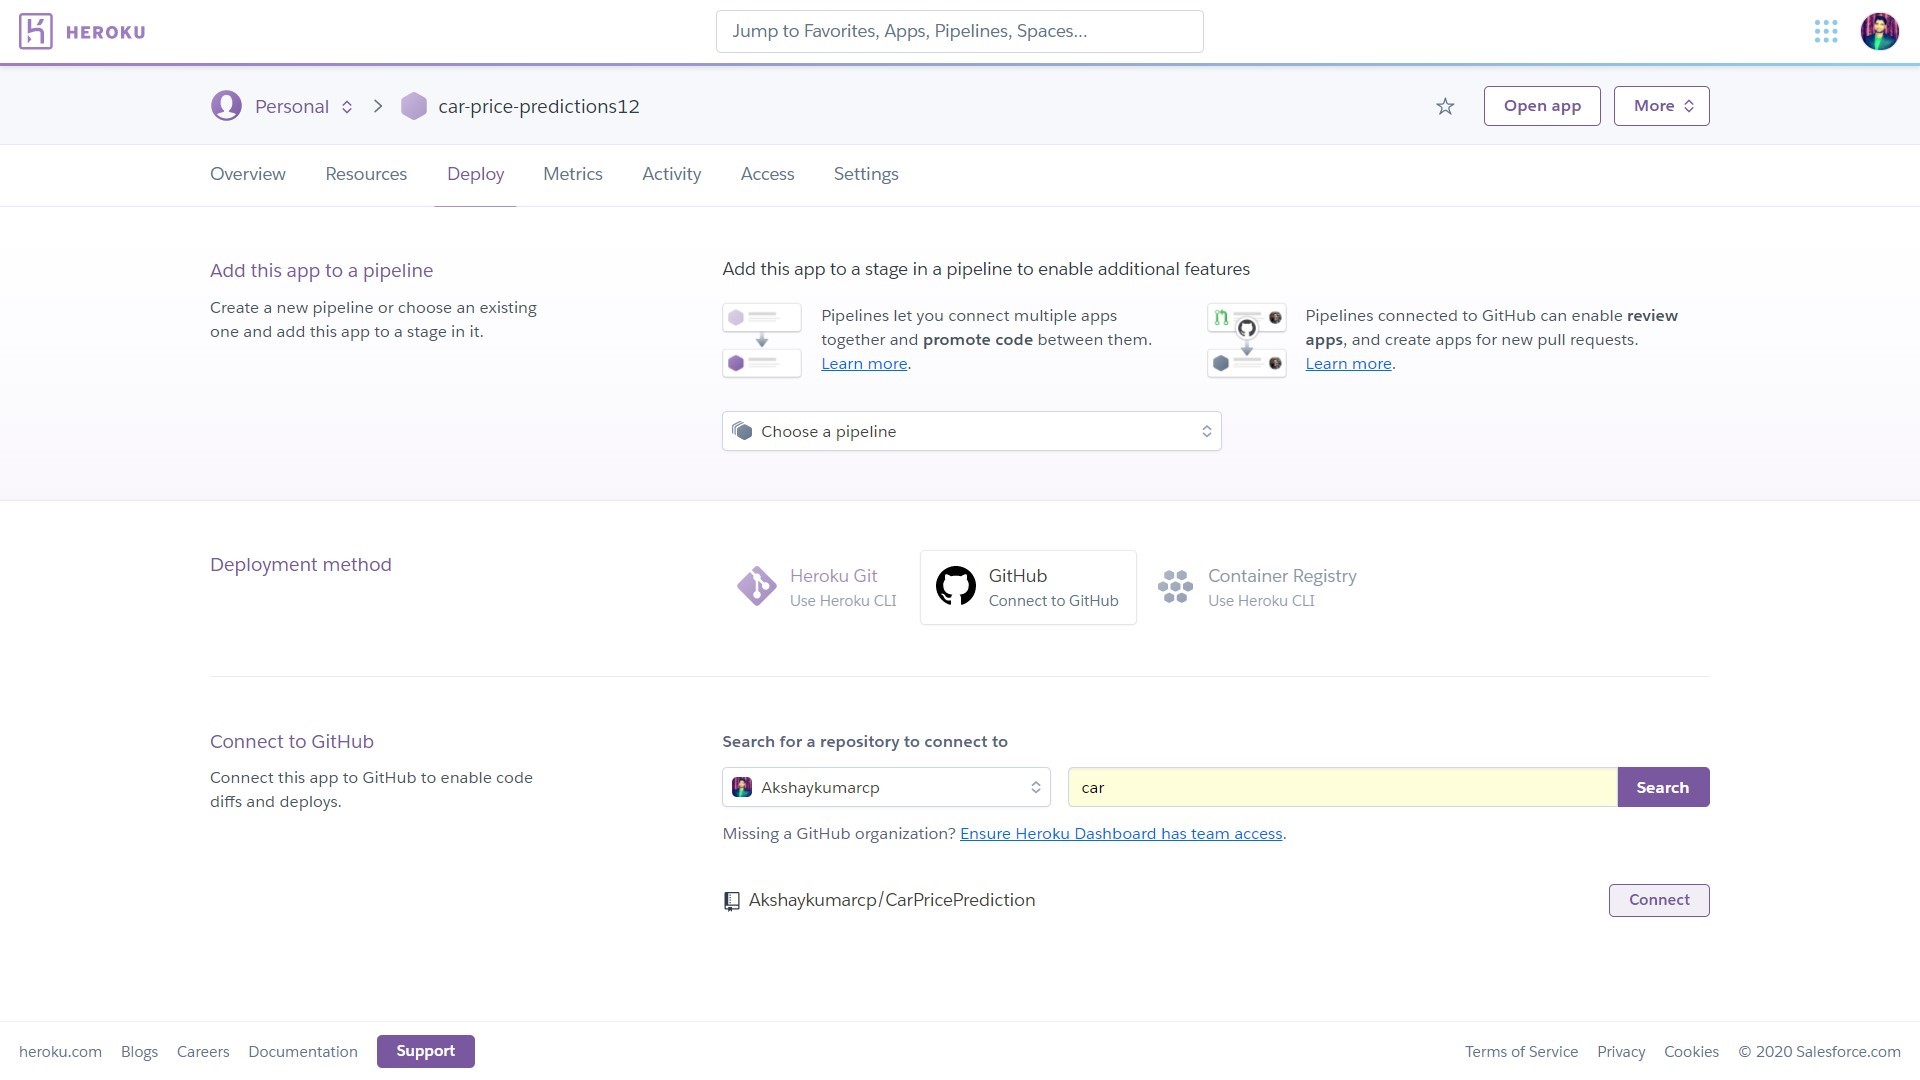 HEROKU
Jump to Favorites, Apps, Pipelines, Spaces...
Personal
car-price-predictions12
Open app
More
Overview
Resources
Deploy
Metrics
Activity
Access
Settings
Add this app to a pipeline
Create a new pipeline or choose an existing
one and add this app to a stage in it.
Add this app to a stage in a pipeline to enable additional features
Pipelines let you connect multiple apps
together and promote code between them.
Learn more.
Pipelines connected to GitHub can enable review
apps, and create apps for new pull requests.
Learn more.
Choose a pipeline
Deployment method
Heroku Git
Use Heroku CLI
GitHub
Connect to GitHub
Container Registry
Use Heroku CLI
Connect to GitHub
Connect this app to GitHub to enable code
diffs and deploys.
Search for a repository to connect to
Akshaykumarcp
car
Search
Missing a GitHub organization? Ensure Heroku Dashboard has team access.
Akshaykumarcp/CarPricePrediction
Connect
heroku.com
Blogs
Careers
Documentation
Support
Terms of Service
Privacy
Cookies
© 2020 Salesforce.com